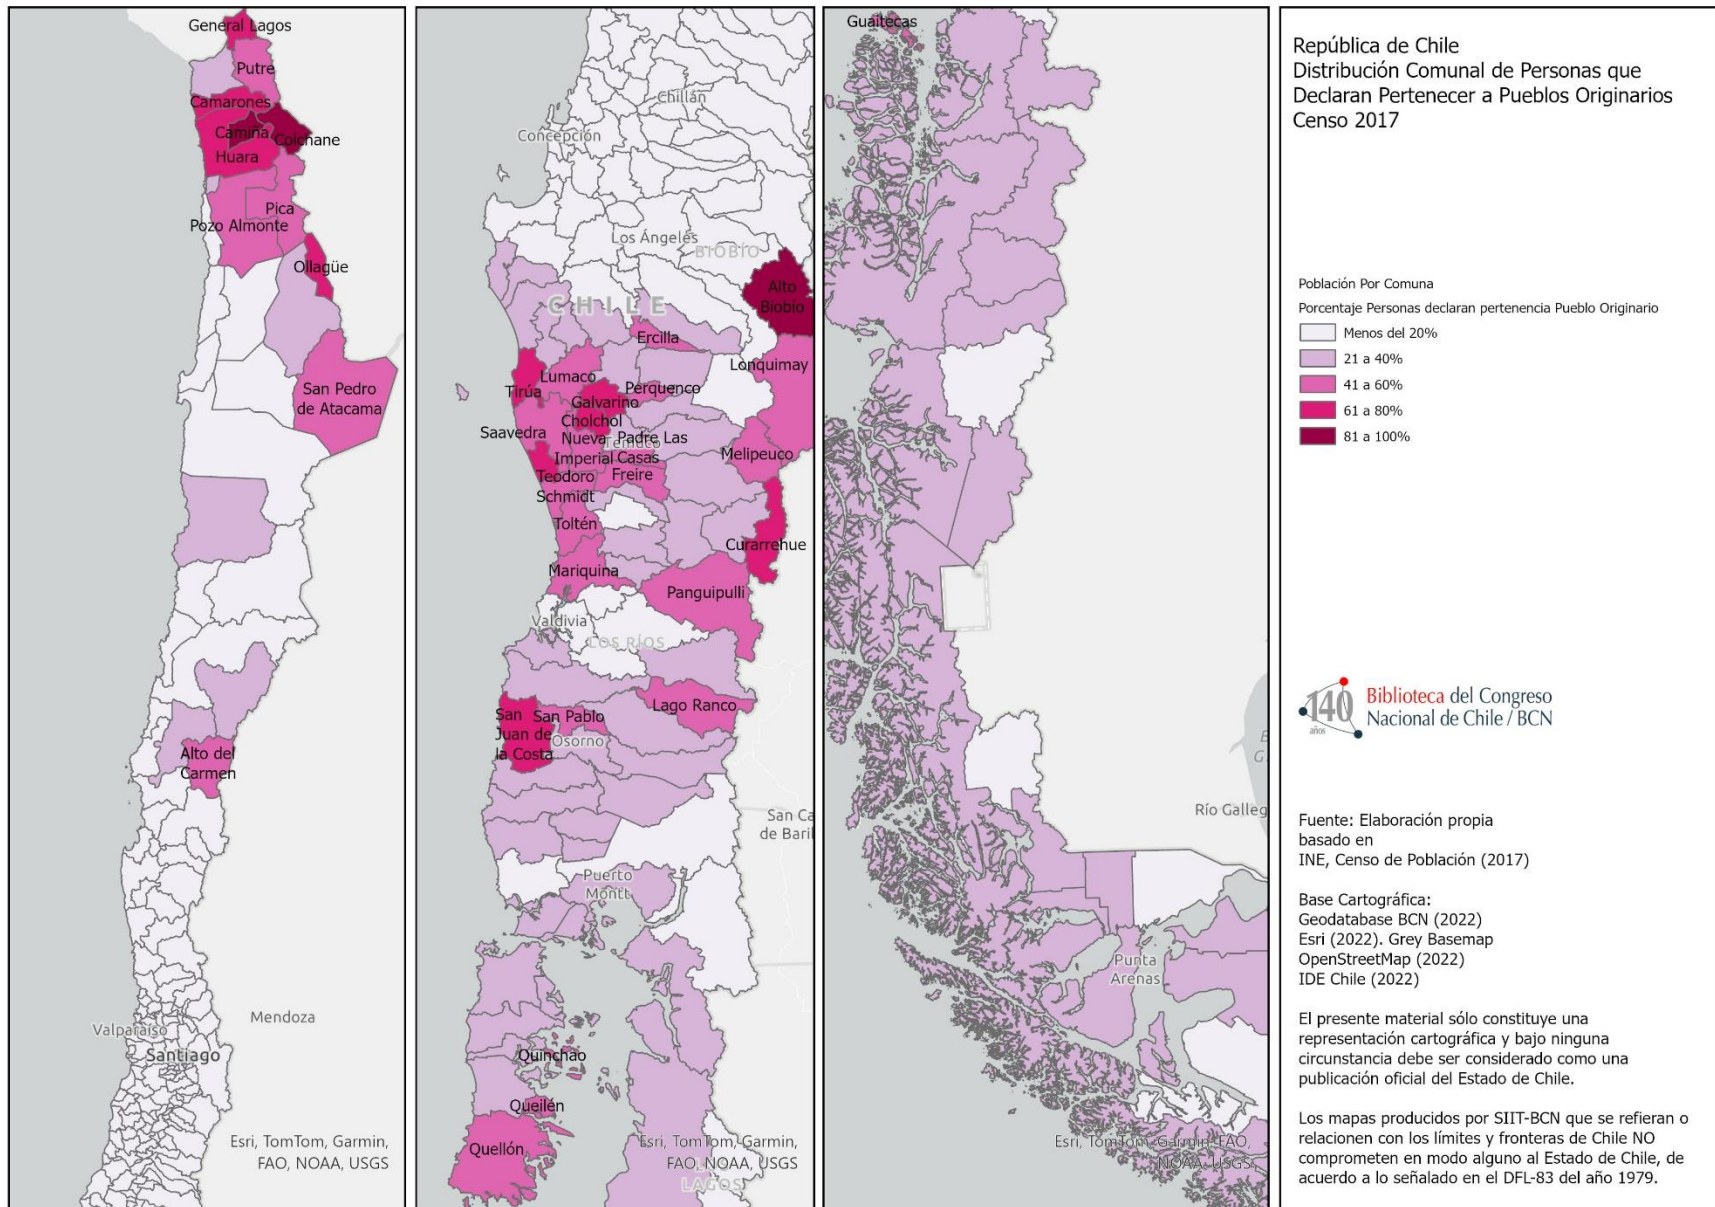 General Lagos
Putre
Camarones
Camiña
Colchane
Huara
Pica
Pozo Almonte
Ollagüe
San Pedro
de Atacama
Alto del
Carmen
Valparaíso
Mendoza
Santiago
Esri, TomTom, Garmin,
FAO, NOAA, USGS
Chillán
Concepción
Los Ángeles
BIOBÍO
Alto
Biobío
CHILE
Ercilla
Lonquimay
Lumaco
Tirúa
Perquenco
Galvarino
Cholchol
Saavedra
Nueva
Imperial
Padre Las
Casas
Temuco
Melipeuco
Teodoro
Schmidt
Freire
Toltén
Curarrehue
Mariquina
Panguipulli
Valdivia
LOS RÍOS
Lago Ranco
San
Juan de
la Costa
San Pablo
Osorno
San Ca
de Baril
Puerto
Montt
Quinchao
Queilén
Quellón
Esri, TomTom, Garmin,
FAO, NOAA, USGS
LAGOS
Guaitecas
Río Galleg
Punta
Arenas
Esri, TomTom, Garmin, FAO,
NOAA, USGS
República de Chile
Distribución Comunal de Personas que
Declaran Pertenecer a Pueblos Originarios
Censo 2017
Población Por Comuna
Porcentaje Personas declaran pertenencia Pueblo Originario
Menos del 20%
21 a 40%
41 a 60%
61 a 80%
81 a 100%
140
años
Biblioteca del Congreso
Nacional de Chile / BCN
Fuente: Elaboración propia
basado en
INE, Censo de Población (2017)
Base Cartográfica:
Geodatabase BCN (2022)
Esri (2022). Grey Basemap
OpenStreetMap (2022)
IDE Chile (2022)
El presente material sólo constituye una
representación cartográfica y bajo ninguna
circunstancia debe ser considerado como una
publicación oficial del Estado de Chile.
Los mapas producidos por SIIT-BCN que se refieran o
relacionen con los límites y fronteras de Chile NO
comprometen en modo alguno al Estado de Chile, de
acuerdo a lo señalado en el DFL-83 del año 1979.